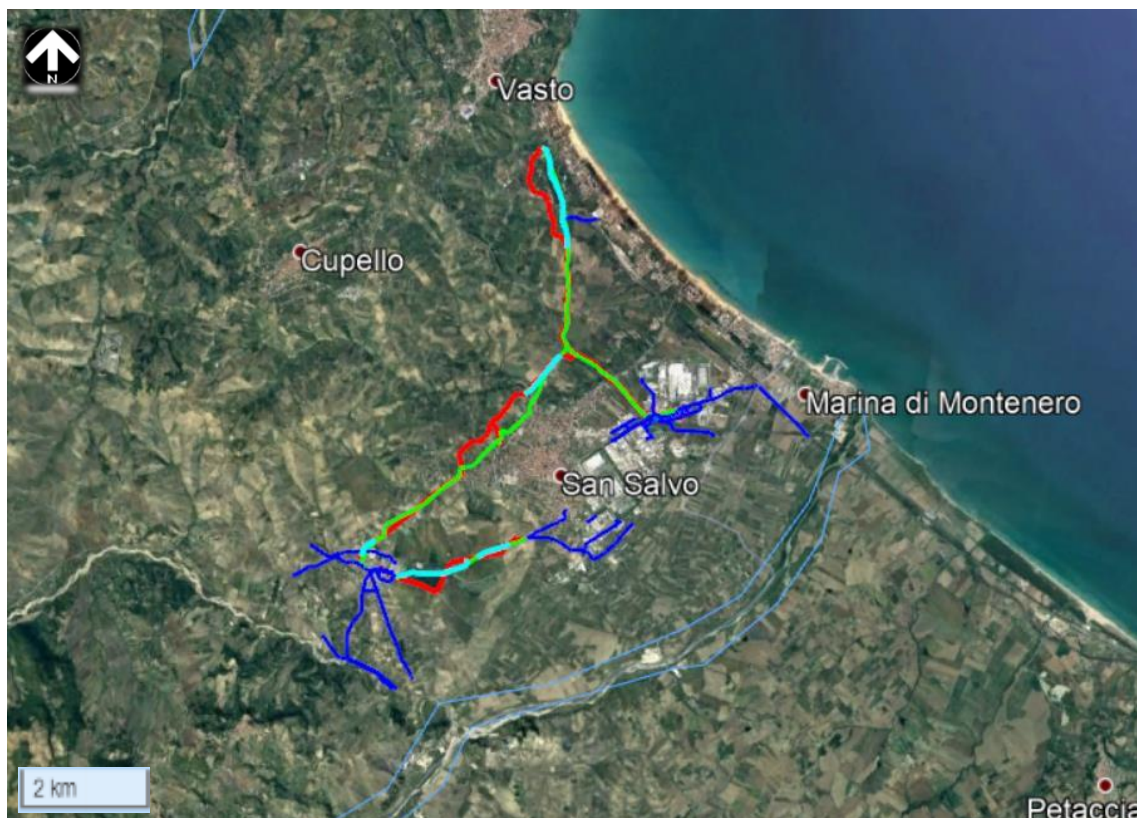 N
Vasto
Cupello
Marina di Montenero
San Salvo
2 km
Petaccia